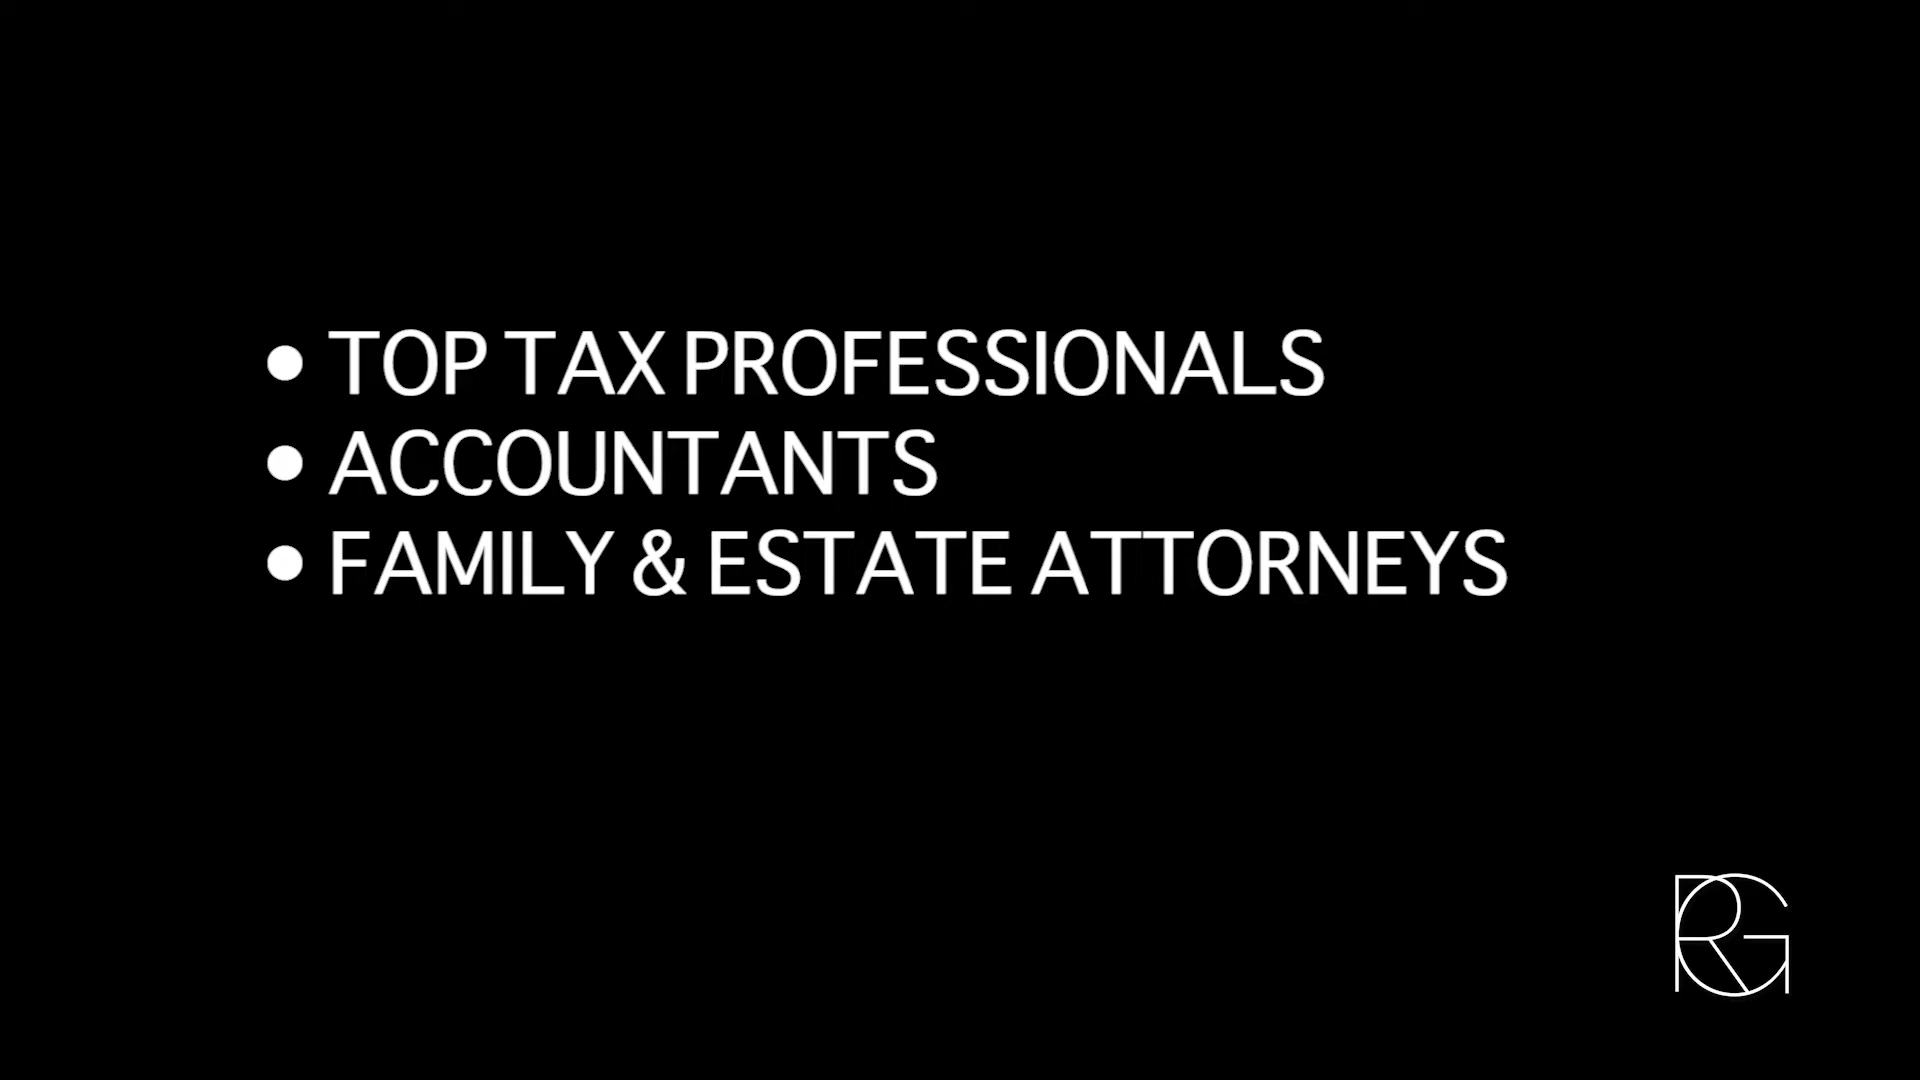 • TOP TAX PROFESSIONALS
• ACCOUNTANTS
• FAMILY & ESTATE ATTORNEYS
RG